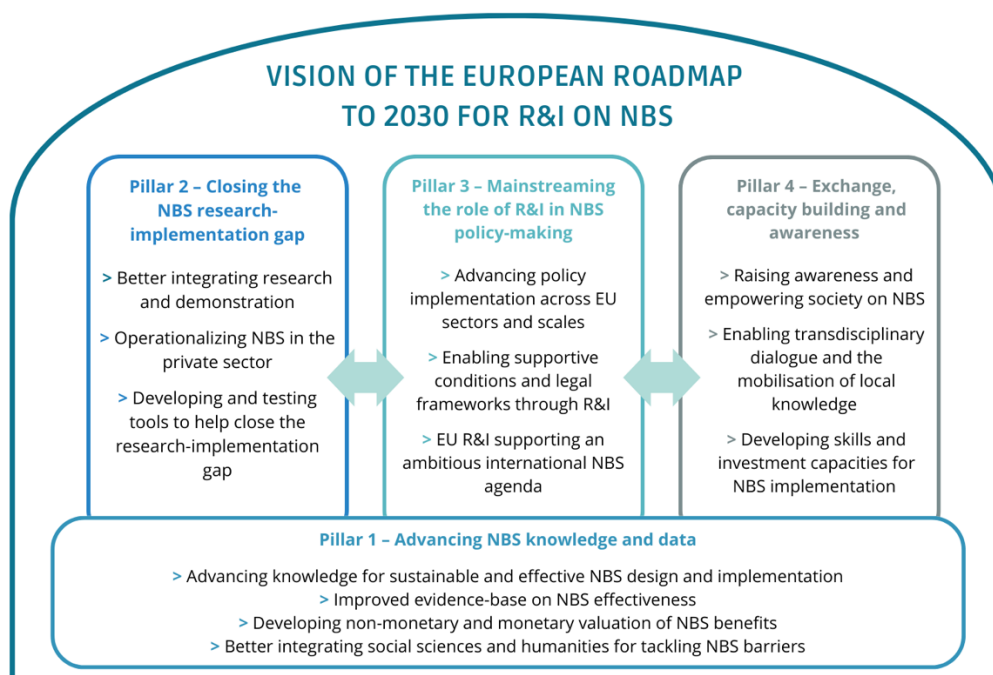 VISION OF THE EUROPEAN ROADMAP
TO 2030 FOR R&I ON NBS
Pillar 2 – Closing the
NBS research-
implementation gap
> Better integrating research
and demonstration
> Operationalizing NBS in the
private sector
> Developing and testing
tools to help close the
research-implementation
gap
Pillar 3 – Mainstreaming
the role of R&I in NBS
policy-making
> Advancing policy
implementation across EU
sectors and scales
> Enabling supportive
conditions and legal
frameworks through R&I
> EU R&I supporting an
ambitious international NBS
agenda
Pillar 4 – Exchange,
capacity building and
awareness
> Raising awareness and
empowering society on NBS
> Enabling transdisciplinary
dialogue and the
mobilisation of local
knowledge
> Developing skills and
investment capacities for
NBS implementation
Pillar 1 – Advancing NBS knowledge and data
> Advancing knowledge for sustainable and effective NBS design and implementation
> Improved evidence-base on NBS effectiveness
> Developing non-monetary and monetary valuation of NBS benefits
> Better integrating social sciences and humanities for tackling NBS barriers